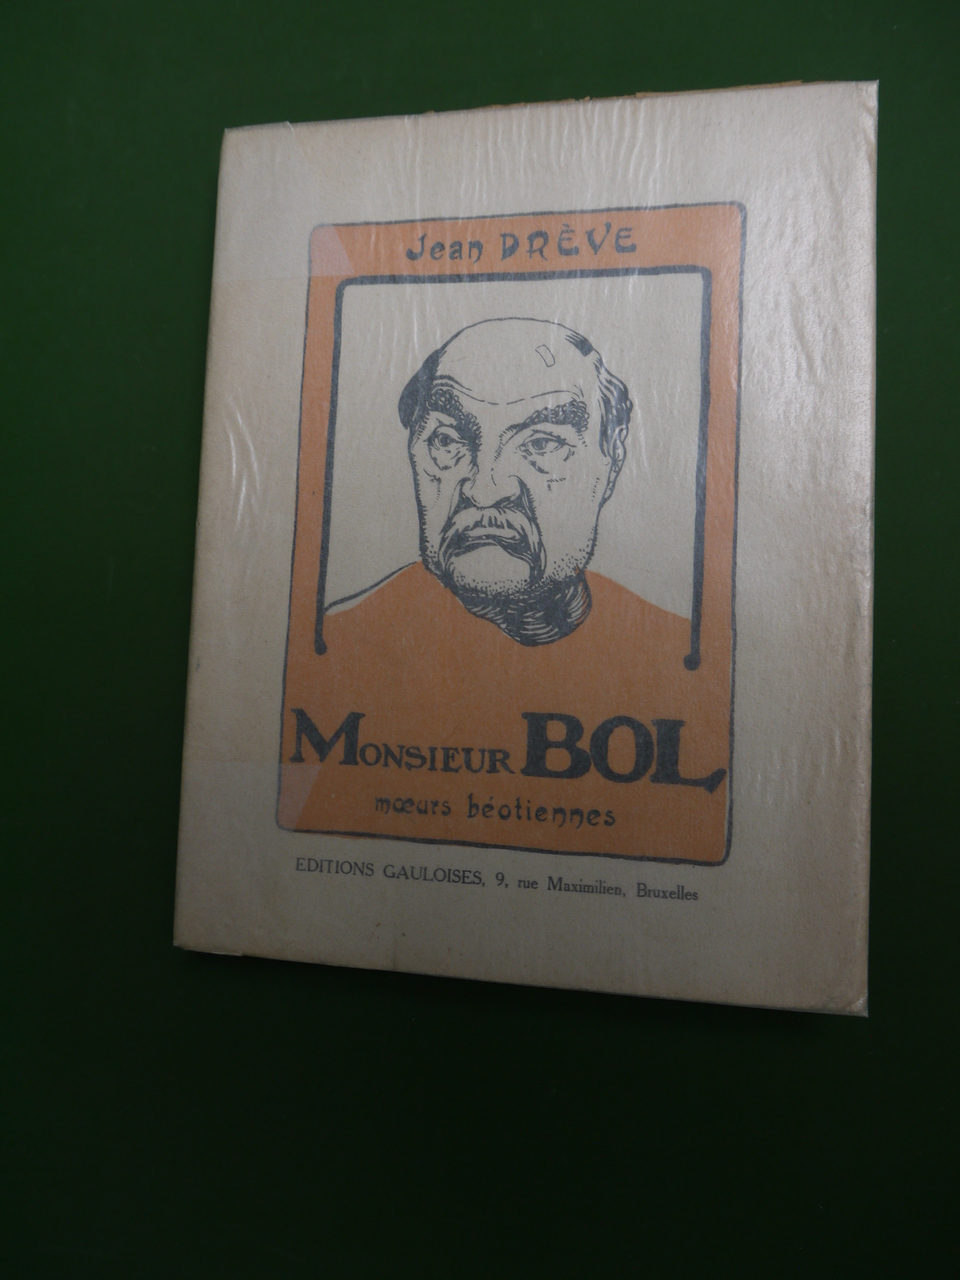 Jean DRÈVE
MONSIEUR BOL
mœurs béotiennes
EDITIONS GAULOISES, 9, rue Maximilien, Bruxelles